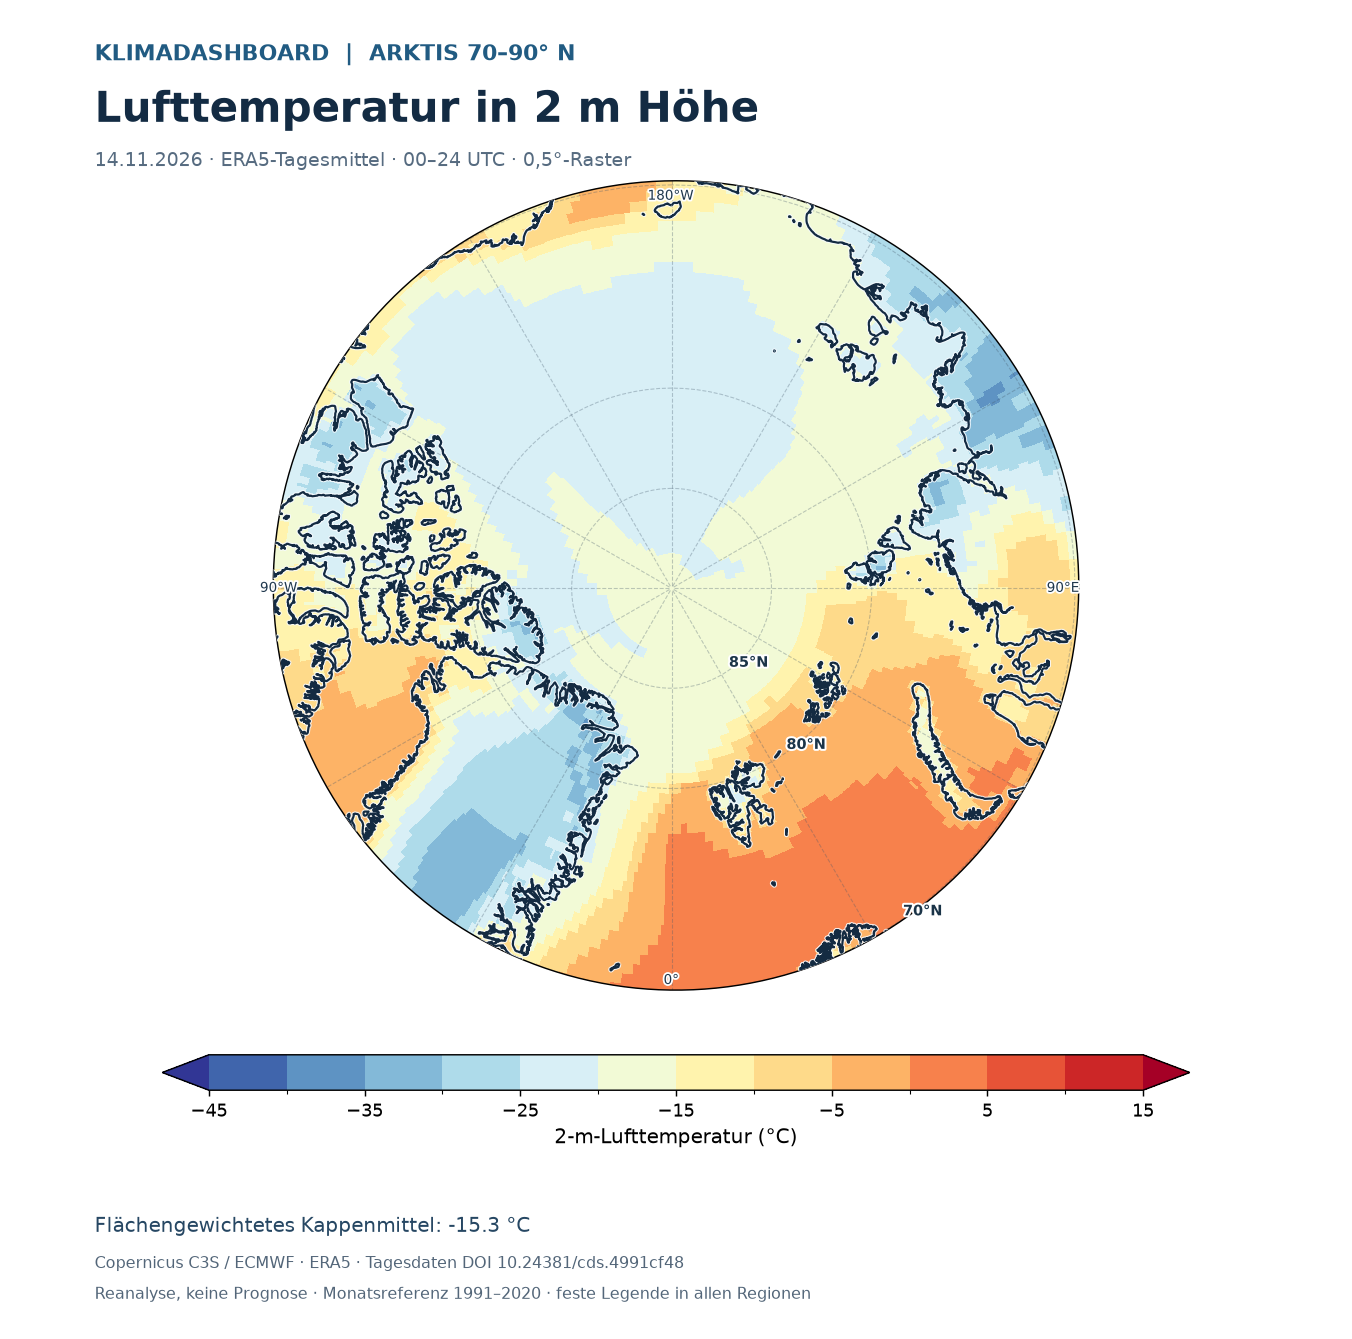 KLIMADASHBOARD | ARKTIS 70–90° N
Lufttemperatur in 2 m Höhe
14.11.2026 · ERA5-Tagesmittel · 00–24 UTC · 0,5°-Raster
180°W
90°W
90°E
85°N
80°N
70°N
0°
−45 −35 −25 −15 −5 5 15
2-m-Lufttemperatur (°C)
Flächengewichtetes Kappenmittel: -15.3 °C
Copernicus C3S / ECMWF · ERA5 · Tagesdaten DOI 10.24381/cds.4991cf48
Reanalyse, keine Prognose · Monatsreferenz 1991–2020 · feste Legende in allen Regionen